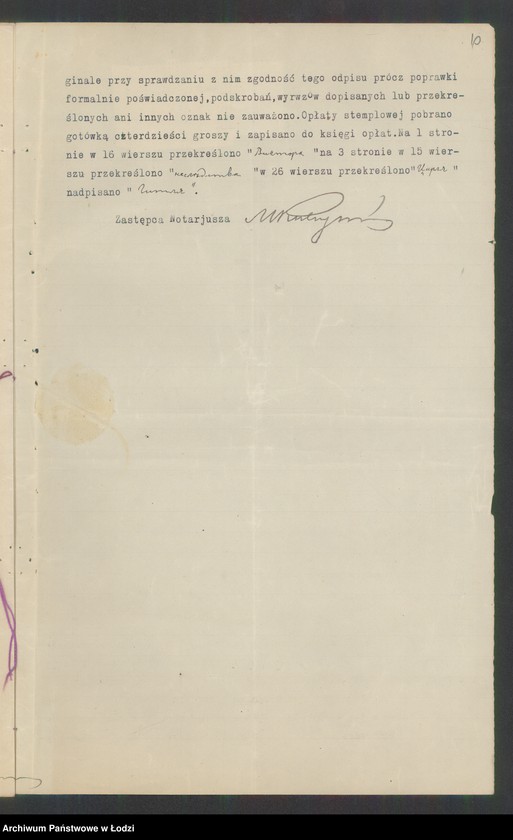 10
ginale przy sprawdzaniu z nim zgodność tego odpisu prócz poprawki
formalnie poświadczonej,podskrobań,wyrwzów dopisanych lub przekre-
ślonych ani innych oznak nie zauważono.Opłaty stemplowej pobrano
gotówką czterdzieści groszy i zapisano do księgi opłat.Na 1 stro-
nie w 16 wierszu przekreślono " "na 3 stronie w 15 wier-
szu przekreślono " "w 26 wierszu przekreślono" "
nadpisano " ".
Zastępca Notarjusza
Archiwum Państwowe w Łodzi